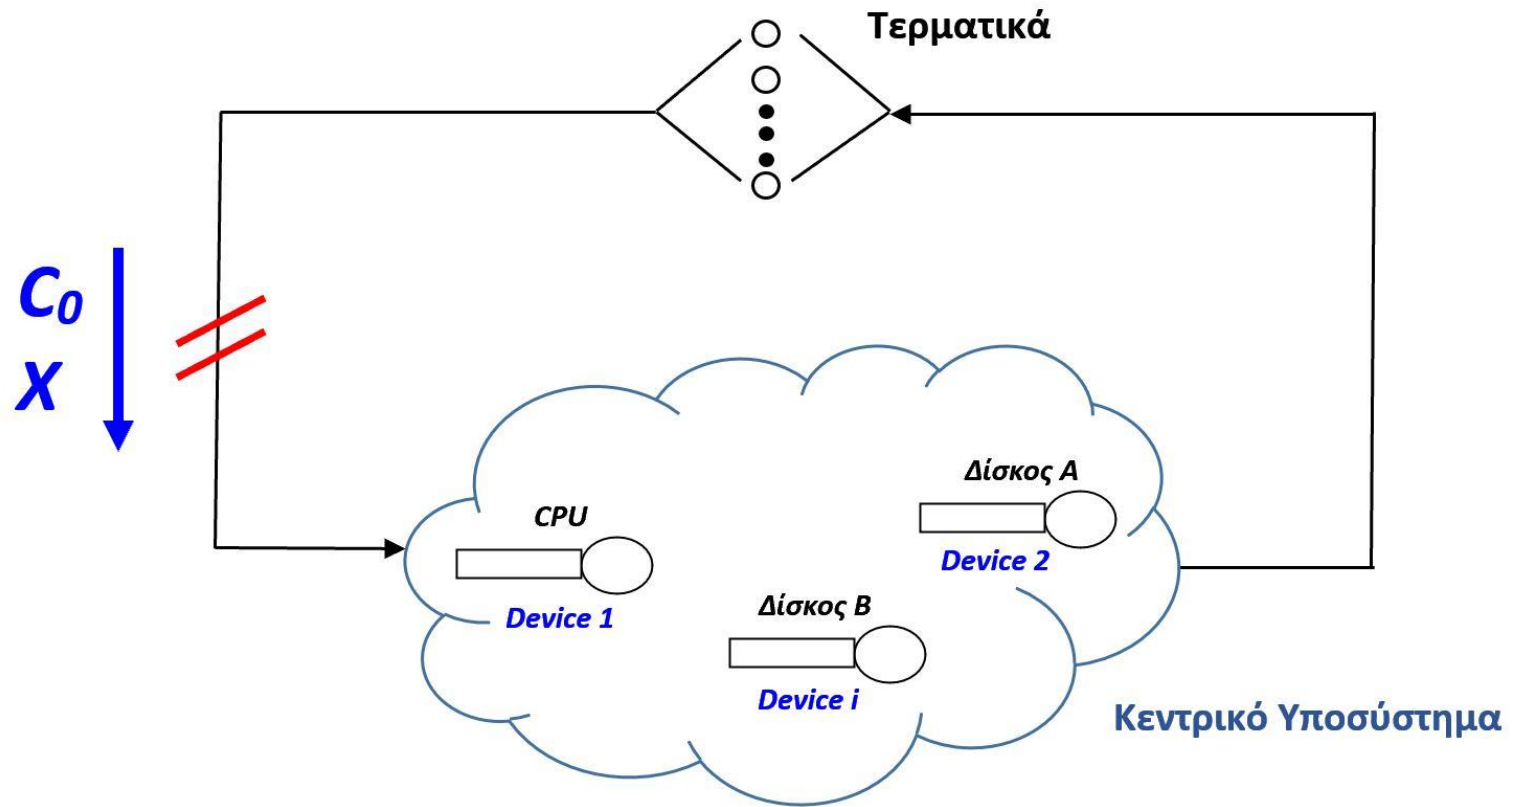 Τερματικά
C0
X
Δίσκος Α
CPU
Device 2
Δίσκος Β
Device 1
Device i
Κεντρικό Υποσύστημα